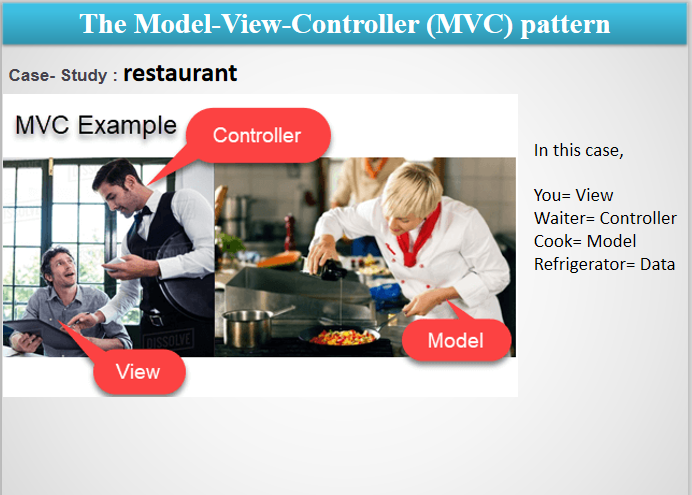 The Model-View-Controller (MVC) pattern
Case- Study : restaurant
MVC Example
Controller
View
DISSOLVE
Model
In this case,
You= View
Waiter= Controller
Cook= Model
Refrigerator= Data